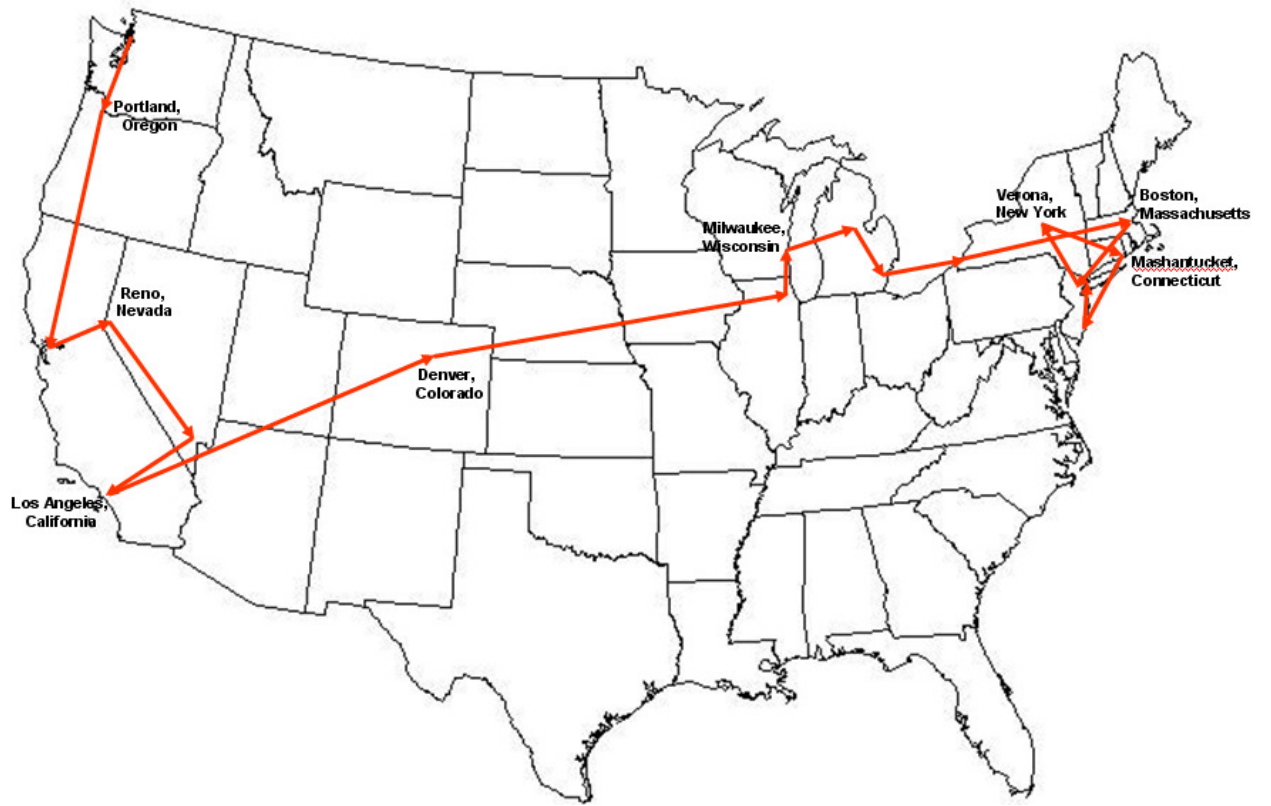 Portland,
Oregon
Verona,
New York
Boston,
Massachusetts
Milwaukee,
Wisconsin
Mashantucket,
Connecticut
Reno,
Nevada
Denver,
Colorado
Los Angeles,
California